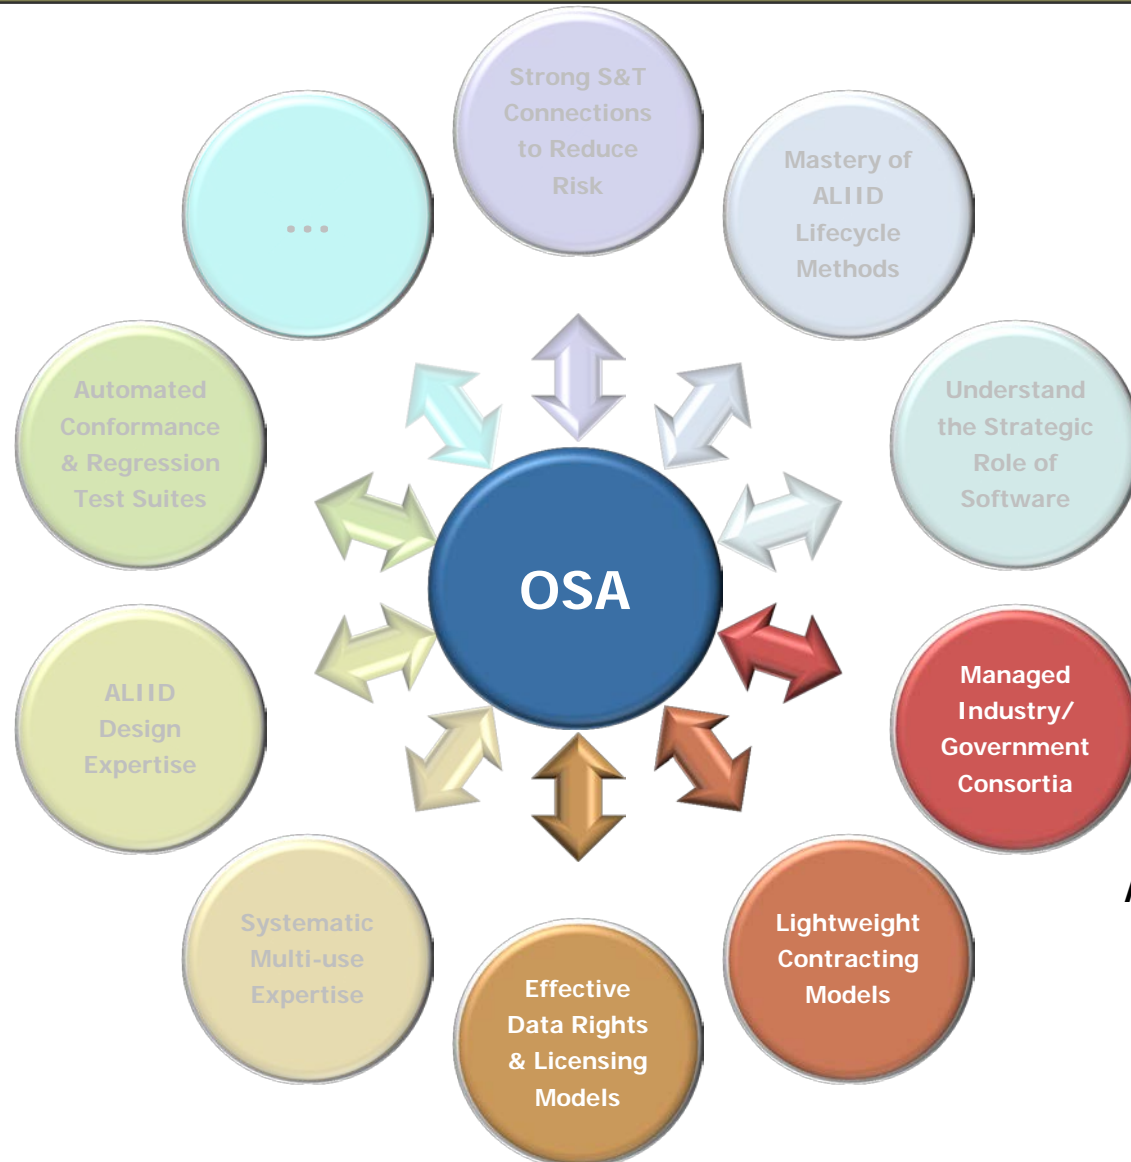 Strong S&T
Connections
to Reduce
Risk
Mastery of
ALIID
Lifecycle
Methods
Understand
the Strategic
Role of
Software
Managed
Industry/
Government
Consortia
Lightweight
Contracting
Models
Effective
Data Rights
& Licensing
Models
Systematic
Multi-use
Expertise
ALIID
Design
Expertise
Automated
Conformance
& Regression
Test Suites
...
OSA